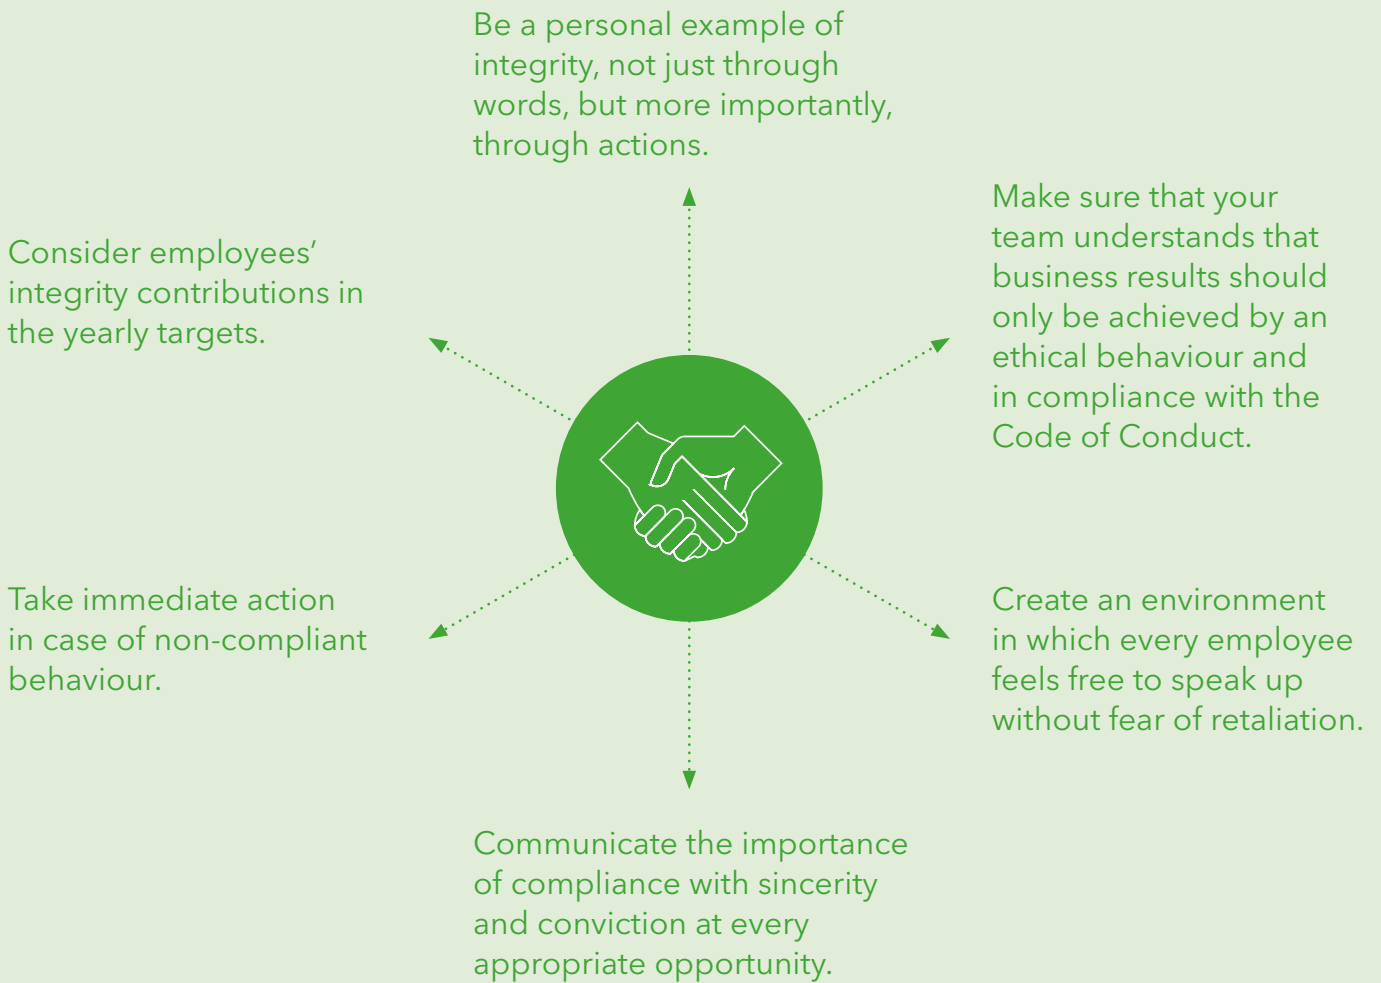 Be a personal example of
integrity, not just through
words, but more importantly,
through actions.
Make sure that your
team understands that
business results should
only be achieved by an
ethical behaviour and
in compliance with the
Code of Conduct.
Create an environment
in which every employee
feels free to speak up
without fear of retaliation.
Communicate the importance
of compliance with sincerity
and conviction at every
appropriate opportunity.
Take immediate action
in case of non-compliant
behaviour.
Consider employees’
integrity contributions in
the yearly targets.